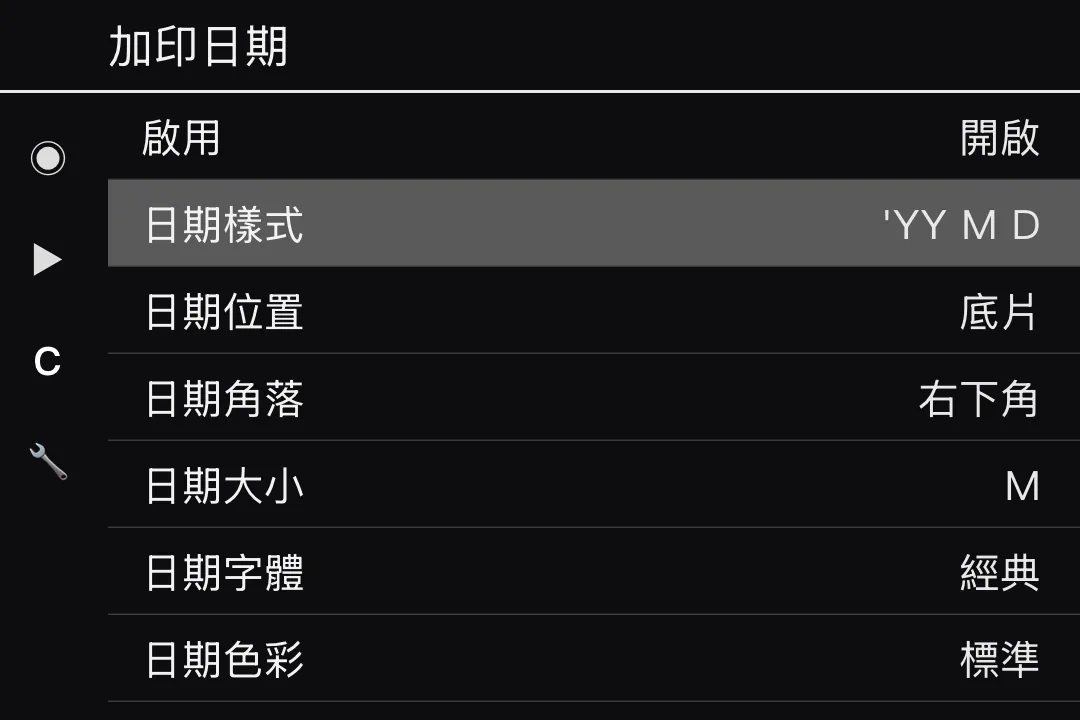 加印日期
啟用 開啟
日期樣式 'YY M D
日期位置 底片
C
日期角落 右下角
日期大小 M
日期字體 經典
日期色彩 標準